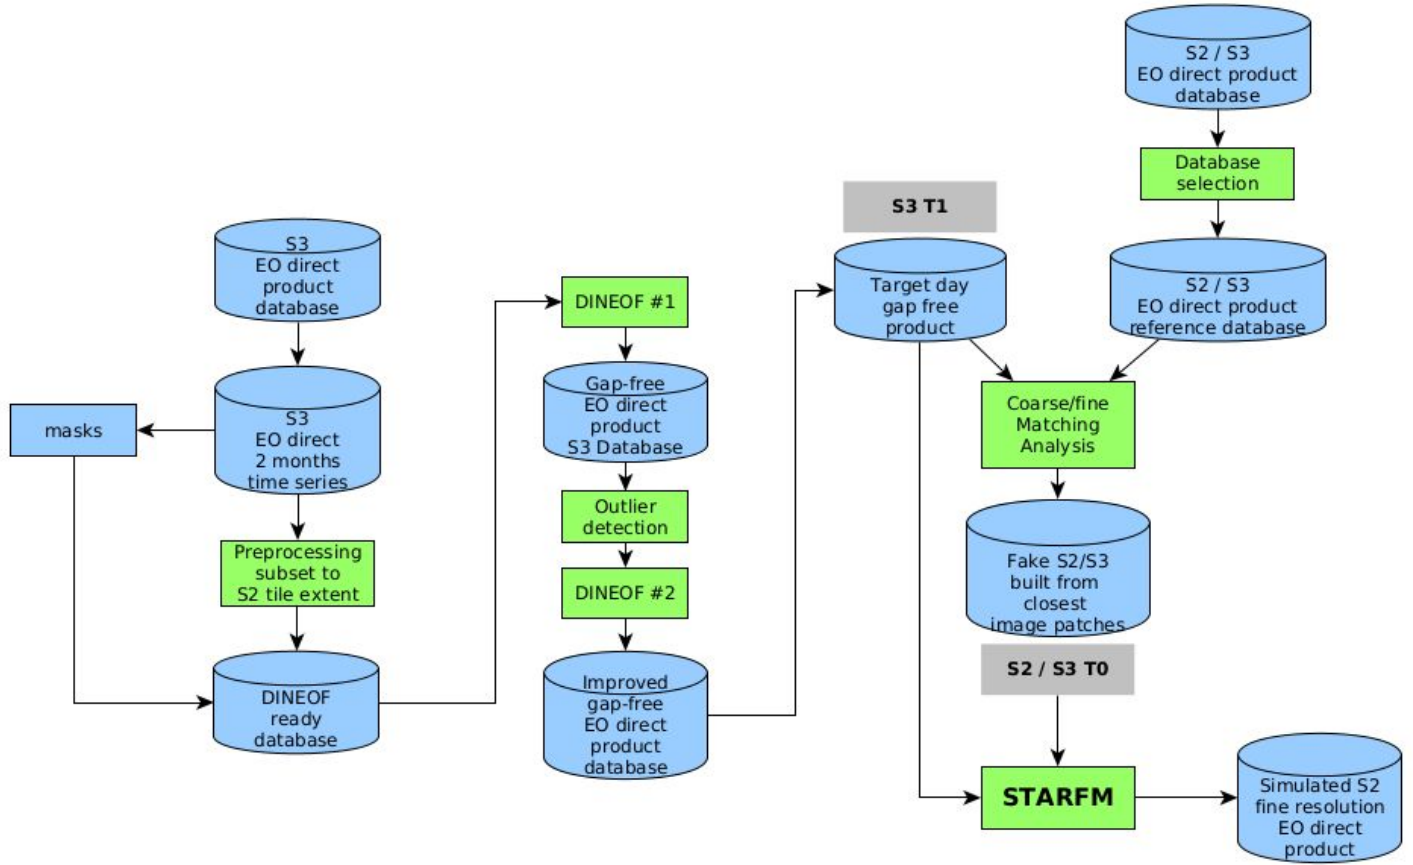 S2 / S3
EO direct product
database
Database
selection
S2 / S3
EO direct product
reference database
S3 T1
Target day
gap free
product
S3
EO direct
product
database
S3
EO direct
2 months
time series
masks
Preprocessing
subset to
S2 tile extent
DINEOF
ready
database
DINEOF #1
Gap-free
EO direct
product
S3 Database
Outlier
detection
DINEOF #2
Improved
gap-free
EO direct
product
database
Coarse/fine
Matching
Analysis
Fake S2/S3
built from
closest
image patches
S2 / S3 T0
STARFM
Simulated S2
fine resolution
EO direct
product